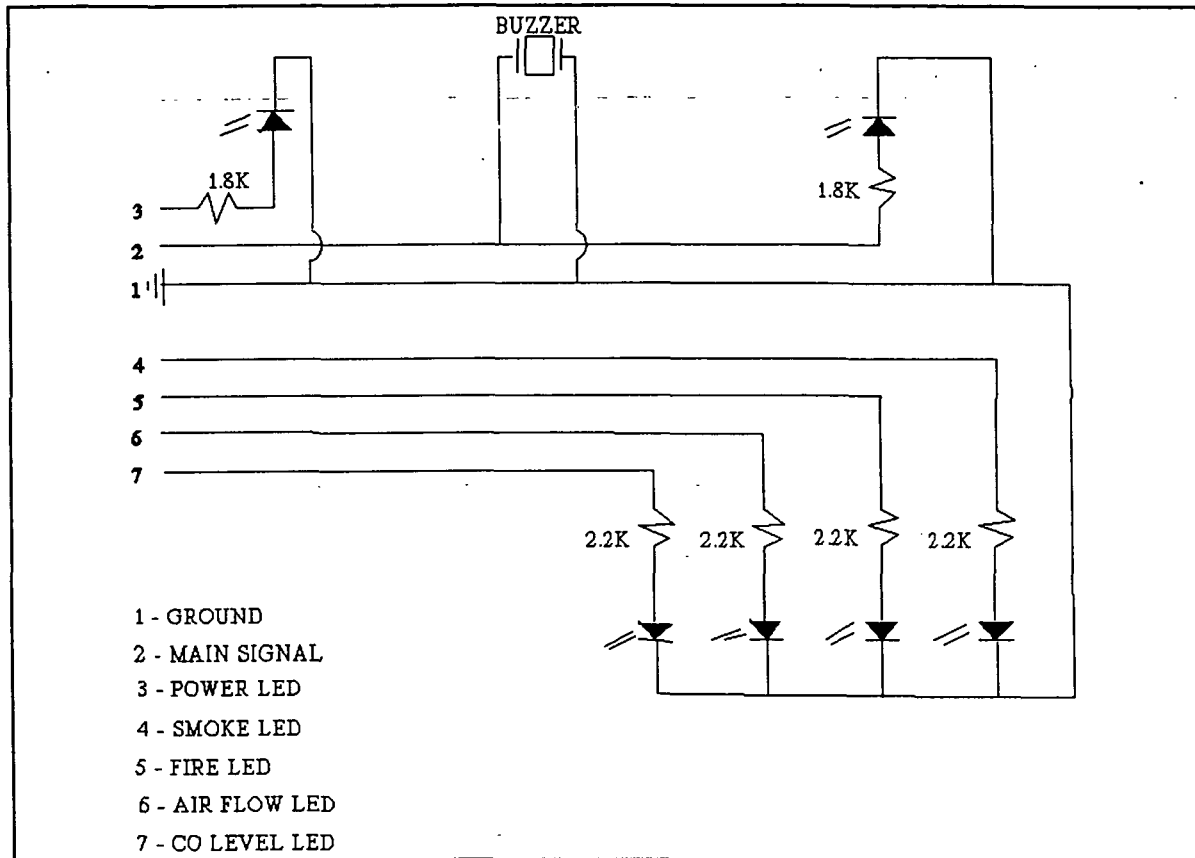 BUZZER
1.8K
1.8K
3
2
1
4
5
6
7
2.2K 2.2K 2.2K 2.2K
1 - GROUND
2 - MAIN SIGNAL
3 - POWER LED
4 - SMOKE LED
5 - FIRE LED
6 - AIR FLOW LED
7 - CO LEVEL LED